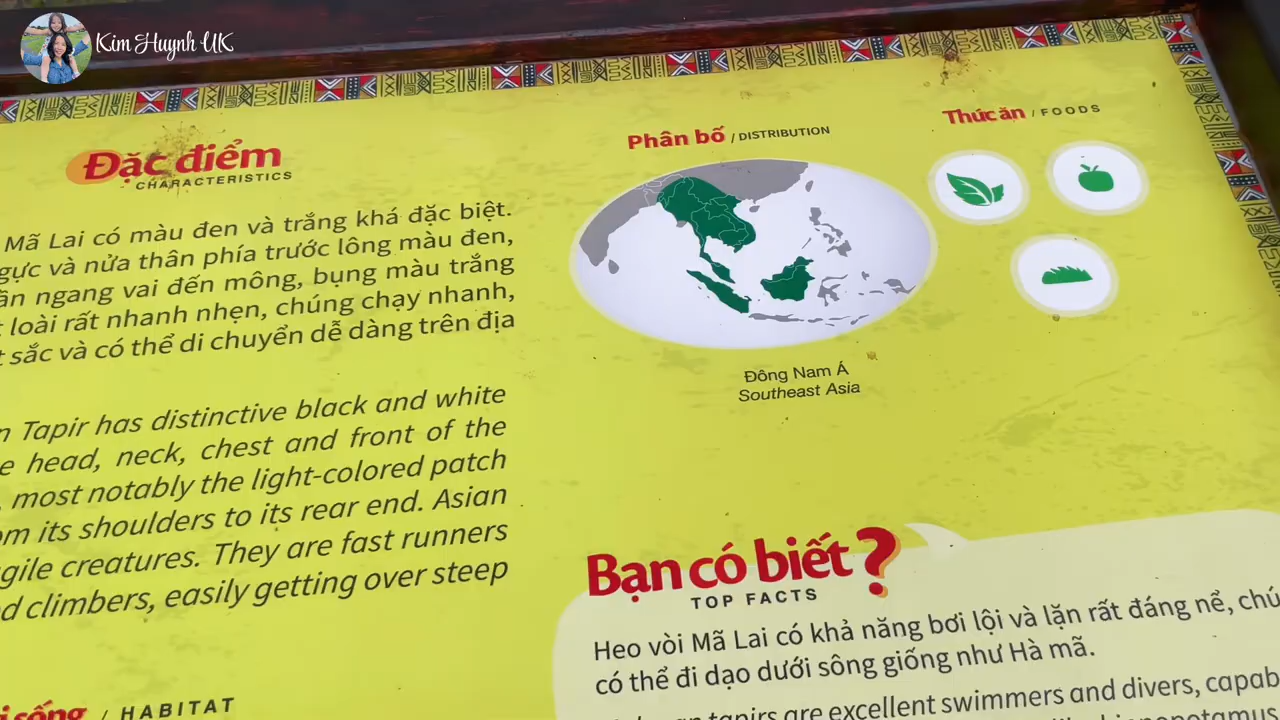 Kim Huynh UK
Đặc điểm
CHARACTERISTICS
Mã Lai có màu đen và trắng khá đặc biệt.
ngực và nửa thân phía trước lông màu đen,
ngang vai đến mông, bụng màu trắng
loài rất nhanh nhẹn, chúng chạy nhanh,
sắc và có thể di chuyển dễ dàng trên địa
Tapir has distinctive black and white
head, neck, chest and front of the
most notably the light-colored patch
its shoulders to its rear end. Asian
agile creatures. They are fast runners
climbers, easily getting over steep
sống / HABITAT
Phân bố / DISTRIBUTION
Đông Nam Á
Southeast Asia
Thức ăn / FOODS
Bạn có biết?
TOP FACTS
Heo vòi Mã Lai có khả năng bơi lội và lặn rất đáng nể,
có thể đi dạo dưới sông giống như Hà mã.
tapirs are excellent swimmers and divers,